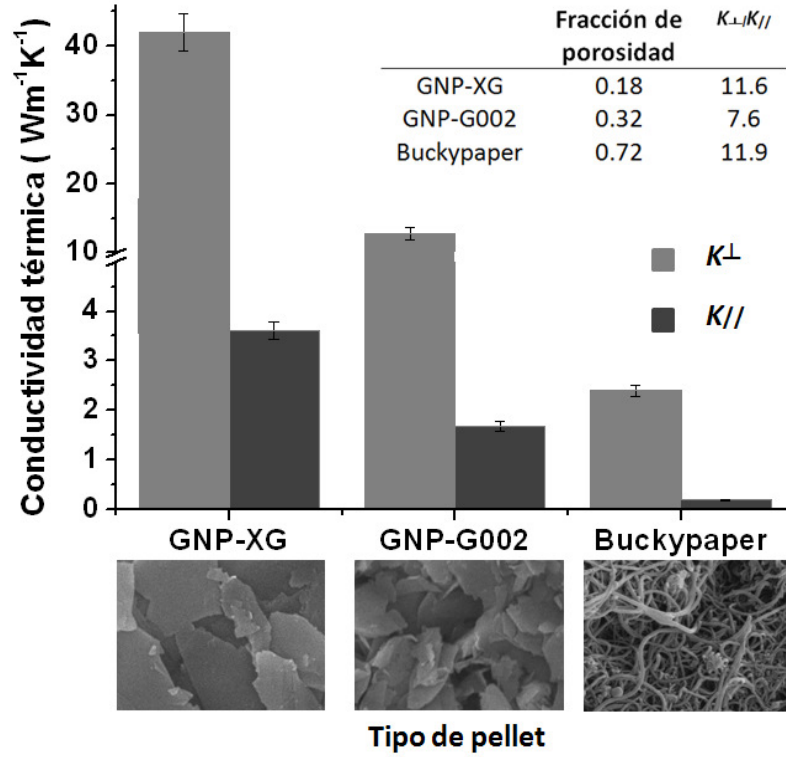 Conductividad térmica ( Wm⁻¹K⁻¹)
40
30
20
10
4
3
2
1
0
Fracción de porosidad K⊥/K//
GNP-XG 0.18 11.6
GNP-G002 0.32 7.6
Buckypaper 0.72 11.9
K⊥
K//
GNP-XG GNP-G002 Buckypaper
Tipo de pellet